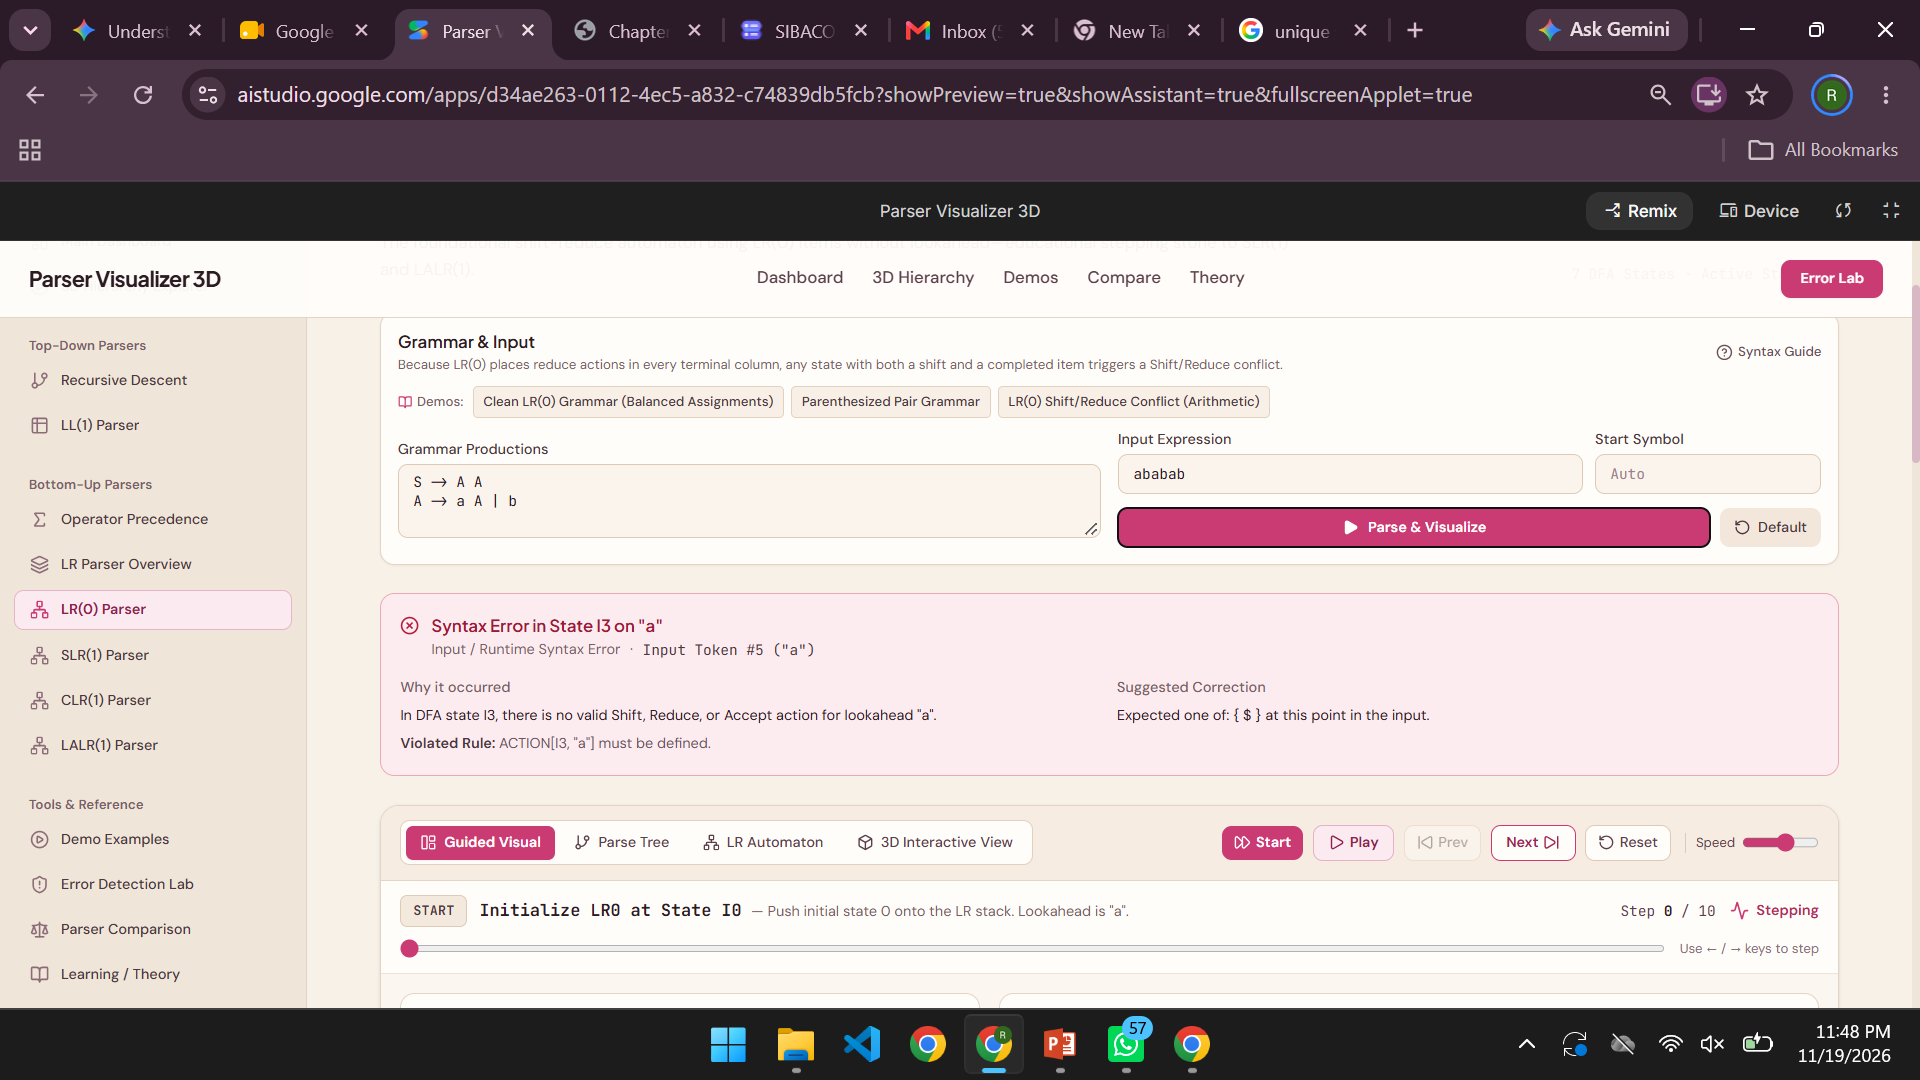 Underst
Google
Parser V
Chapte
SIBACO
Inbox (5
New Ta
unique
Ask Gemini
aistudio.google.com/apps/d34ae263-0112-4ec5-a832-c74839db5fcb?showPreview=true&showAssistant=true&fullscreenApplet=true
R
All Bookmarks
Parser Visualizer 3D
Remix
Device
and LALR(1).
Parser Visualizer 3D
Dashboard
3D Hierarchy
Demos
Compare
Theory
Error Lab
Top-Down Parsers
Recursive Descent
LL(1) Parser
Bottom-Up Parsers
Operator Precedence
LR Parser Overview
LR(0) Parser
SLR(1) Parser
CLR(1) Parser
LALR(1) Parser
Tools & Reference
Demo Examples
Error Detection Lab
Parser Comparison
Learning / Theory
Grammar & Input
Because LR(0) places reduce actions in every terminal column, any state with both a shift and a completed item triggers a Shift/Reduce conflict.
Syntax Guide
Demos:
Clean LR(0) Grammar (Balanced Assignments)
Parenthesized Pair Grammar
LR(0) Shift/Reduce Conflict (Arithmetic)
Grammar Productions
S → A A
A → a A | b
Input Expression
ababab
Start Symbol
Auto
Parse & Visualize
Default
Syntax Error in State I3 on "a"
Input / Runtime Syntax Error · Input Token #5 ("a")
Why it occurred
In DFA state I3, there is no valid Shift, Reduce, or Accept action for lookahead "a".
Violated Rule: ACTION[I3, "a"] must be defined.
Suggested Correction
Expected one of: { $ } at this point in the input.
Guided Visual
Parse Tree
LR Automaton
3D Interactive View
Start
Play
Prev
Next
Reset
Speed
START
Initialize LR0 at State I0 — Push initial state 0 onto the LR stack. Lookahead is "a".
Step 0 / 10
Stepping
Use ← / → keys to step
R
P
57
11:48 PM
11/19/2026